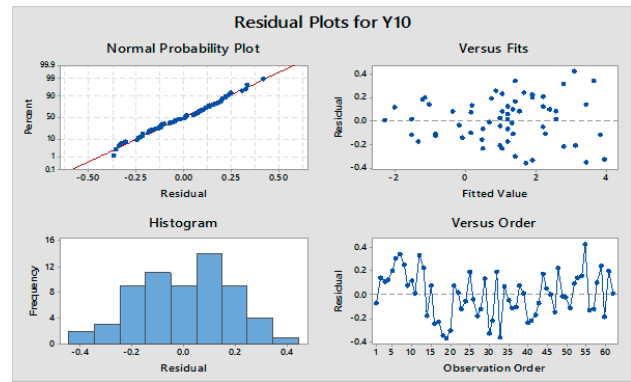 Residual Plots for Y10
Normal Probability Plot
99.9
99
90
50
10
1
0.1
Percent
-0.50 -0.25 0.00 0.25 0.50
Residual
Versus Fits
0.4
0.2
0.0
-0.2
-0.4
Residual
-2 0 2 4
Fitted Value
Histogram
16
12
8
4
0
Frequency
-0.4 -0.2 0.0 0.2 0.4
Residual
Versus Order
0.4
0.2
0.0
-0.2
-0.4
Residual
1 5 10 15 20 25 30 35 40 45 50 55 60
Observation Order